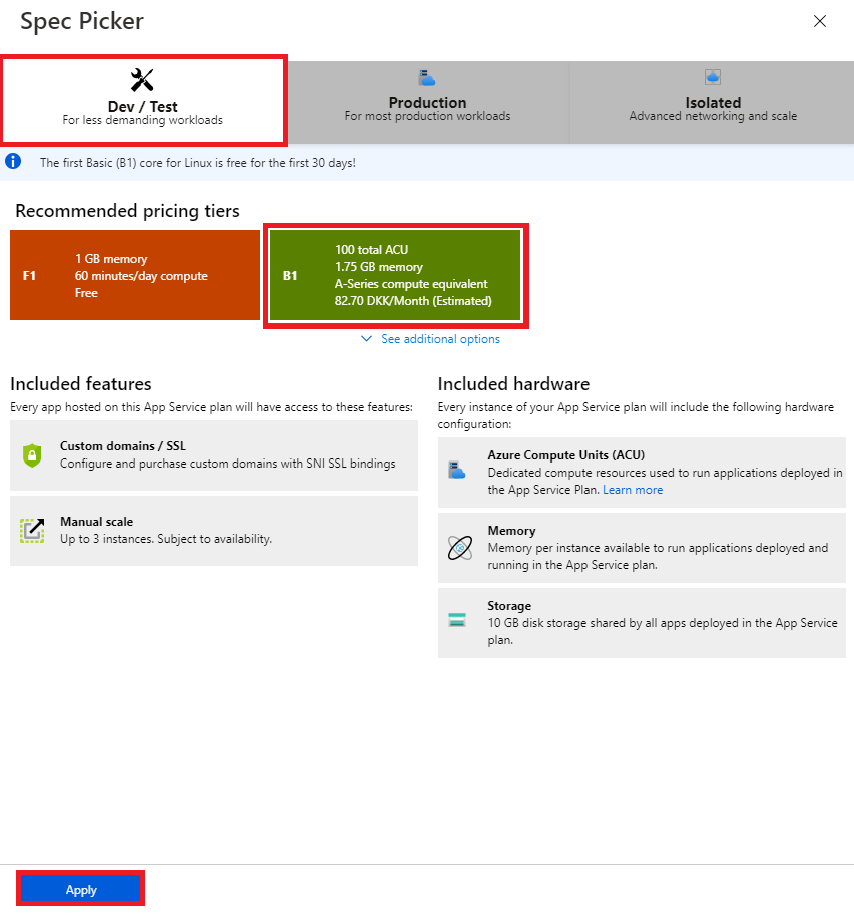 Spec Picker
Dev / Test
For less demanding workloads
Production
For most production workloads
Isolated
Advanced networking and scale
The first Basic (B1) core for Linux is free for the first 30 days!
Recommended pricing tiers
F1
1 GB memory
60 minutes/day compute
Free
B1
100 total ACU
1.75 GB memory
A-Series compute equivalent
82.70 DKK/Month (Estimated)
See additional options
Included features
Every app hosted on this App Service plan will have access to these features:
Custom domains / SSL
Configure and purchase custom domains with SNI SSL bindings
Manual scale
Up to 3 instances. Subject to availability.
Included hardware
Every instance of your App Service plan will include the following hardware
configuration:
Azure Compute Units (ACU)
Dedicated compute resources used to run applications deployed in
the App Service Plan. Learn more
Memory
Memory per instance available to run applications deployed and
running in the App Service plan.
Storage
10 GB disk storage shared by all apps deployed in the App Service
plan.
Apply